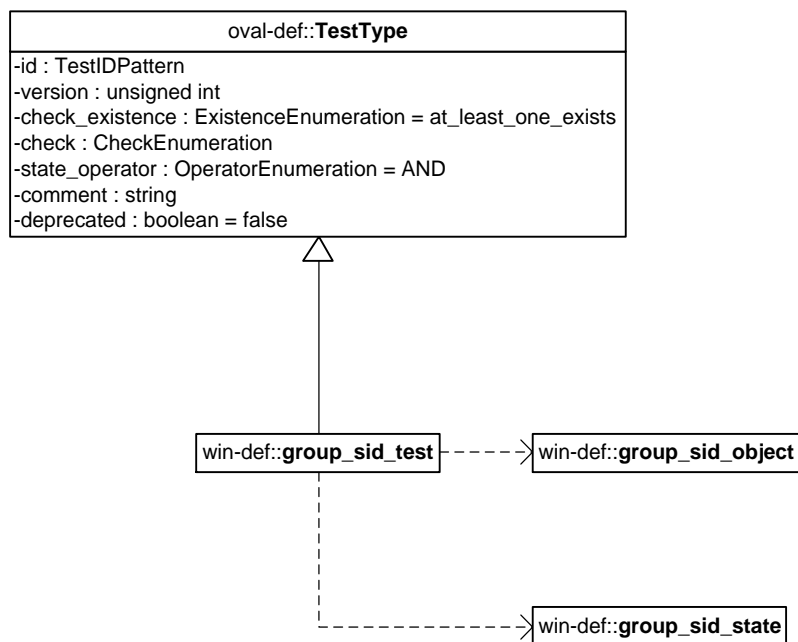 oval-def::TestType
-id : TestIDPattern
-version : unsigned int
-check_existence : ExistenceEnumeration = at_least_one_exists
-check : CheckEnumeration
-state_operator : OperatorEnumeration = AND
-comment : string
-deprecated : boolean = false
win-def::group_sid_test
win-def::group_sid_object
win-def::group_sid_state